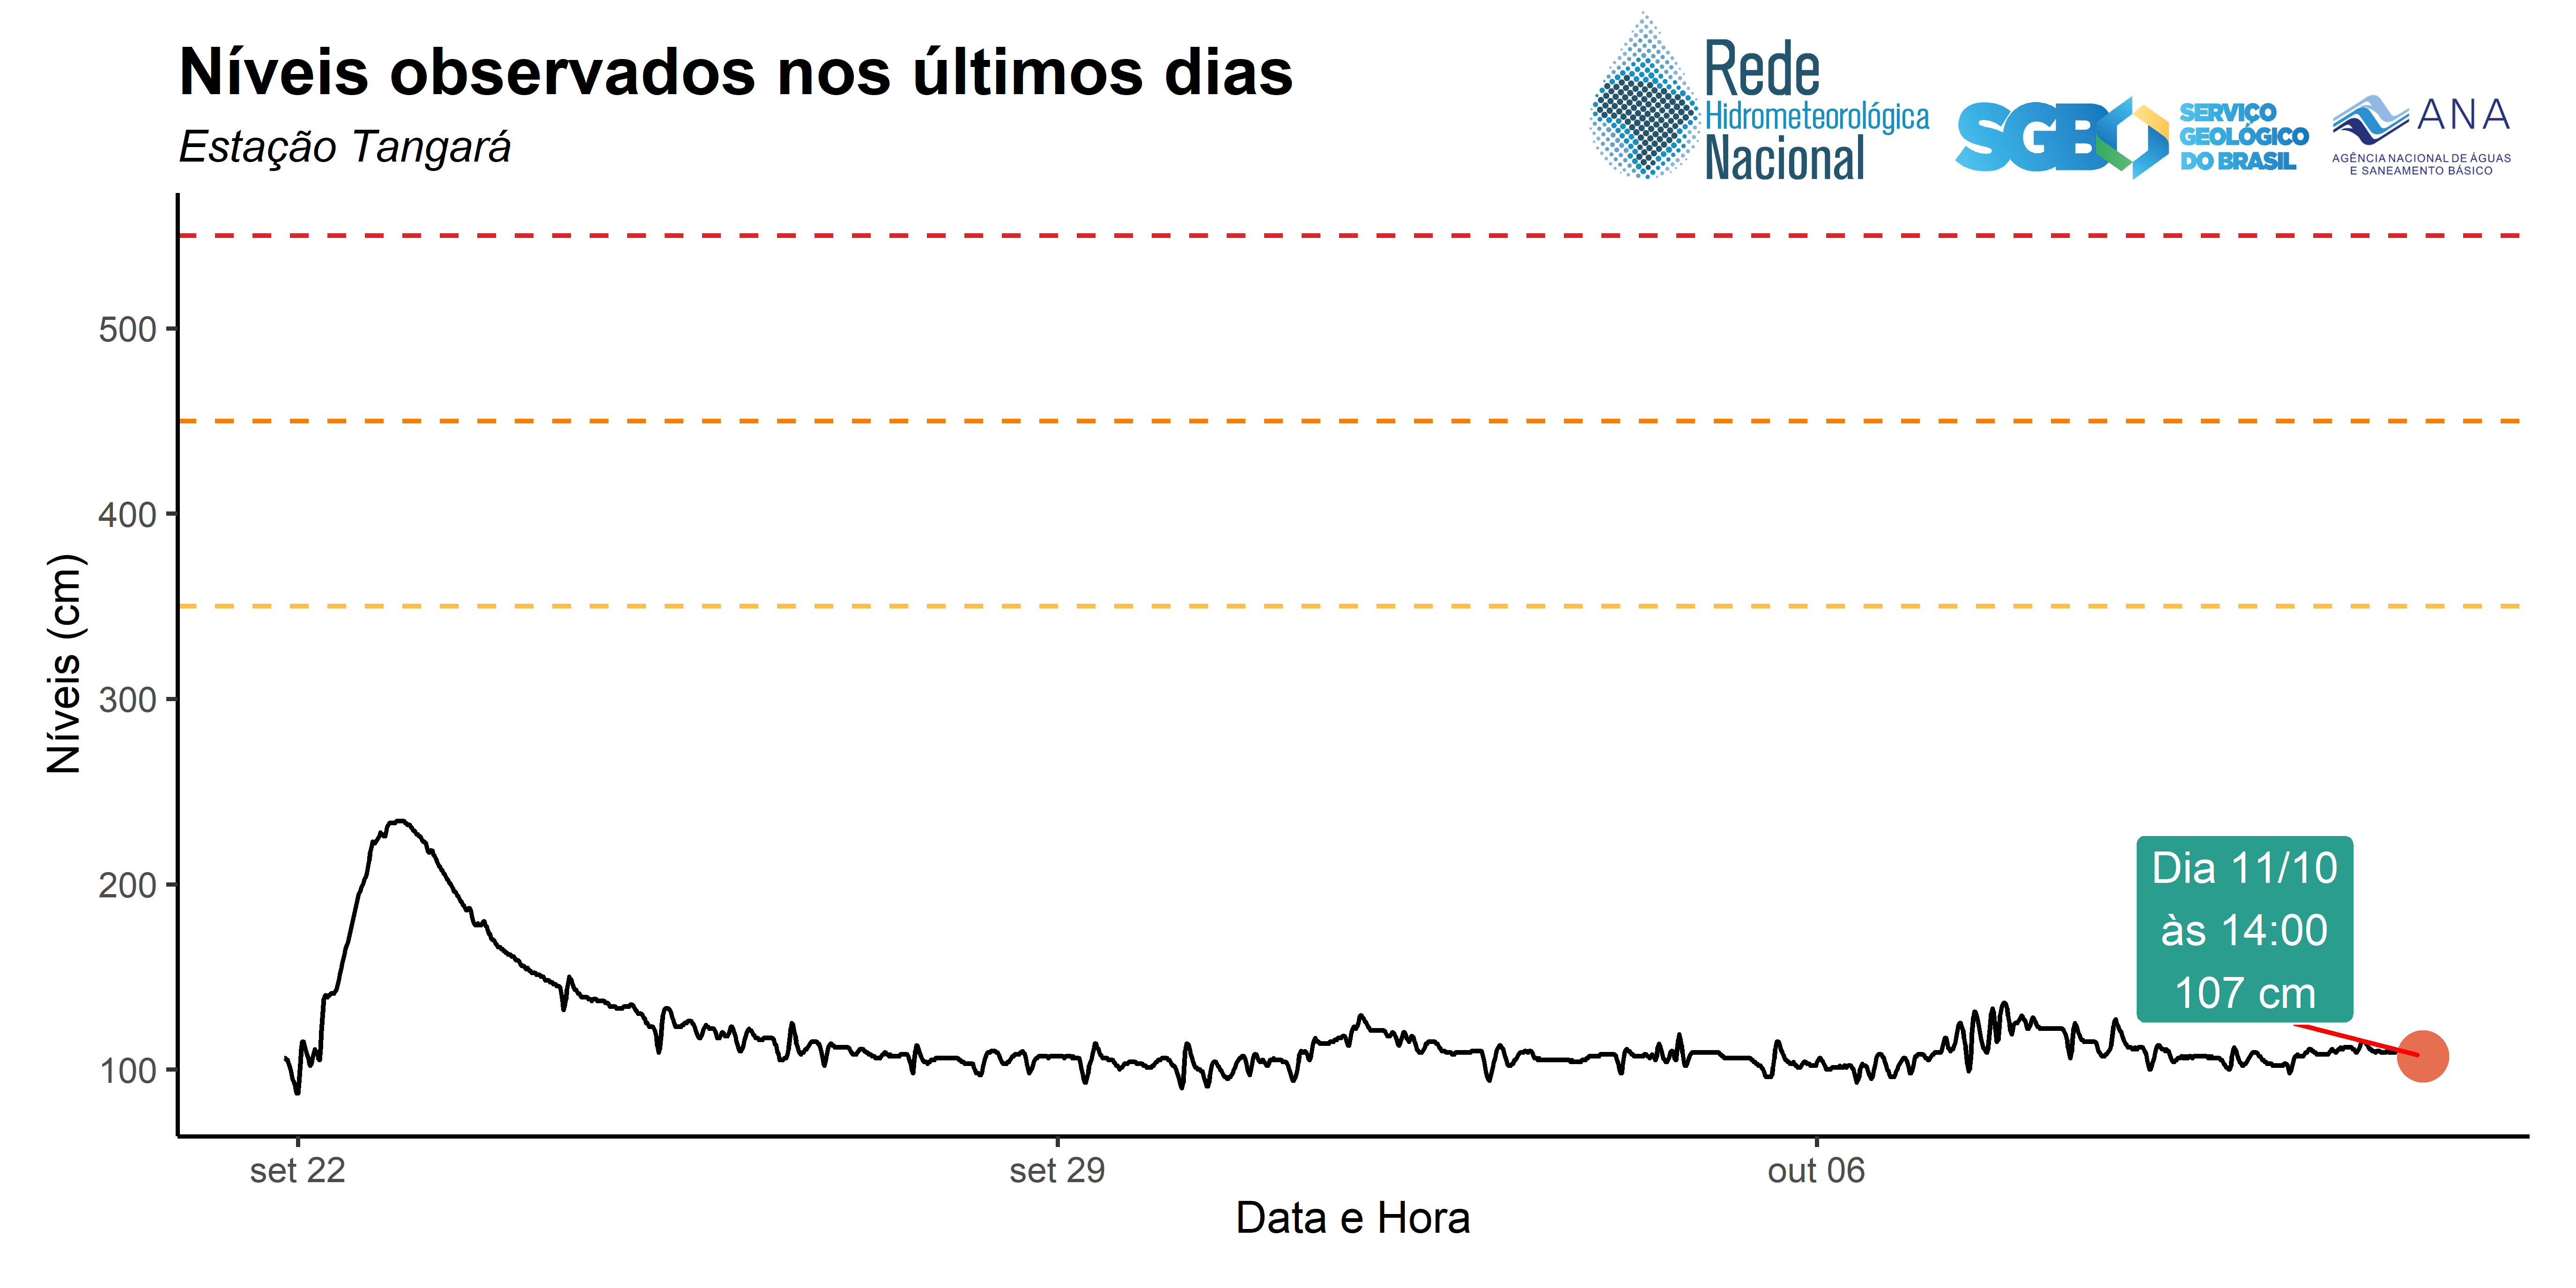 Níveis observados nos últimos dias
Estação Tangará
Rede
Hidrometeorológica
Nacional
SGB
SERVIÇO
GEOLÓGICO
DO BRASIL
ANA
AGÊNCIA NACIONAL DE ÁGUAS
E SANEAMENTO BÁSICO
Níveis (cm)
500
400
300
200
100
Dia 11/10
às 14:00
107 cm
set 22
set 29
out 06
Data e Hora